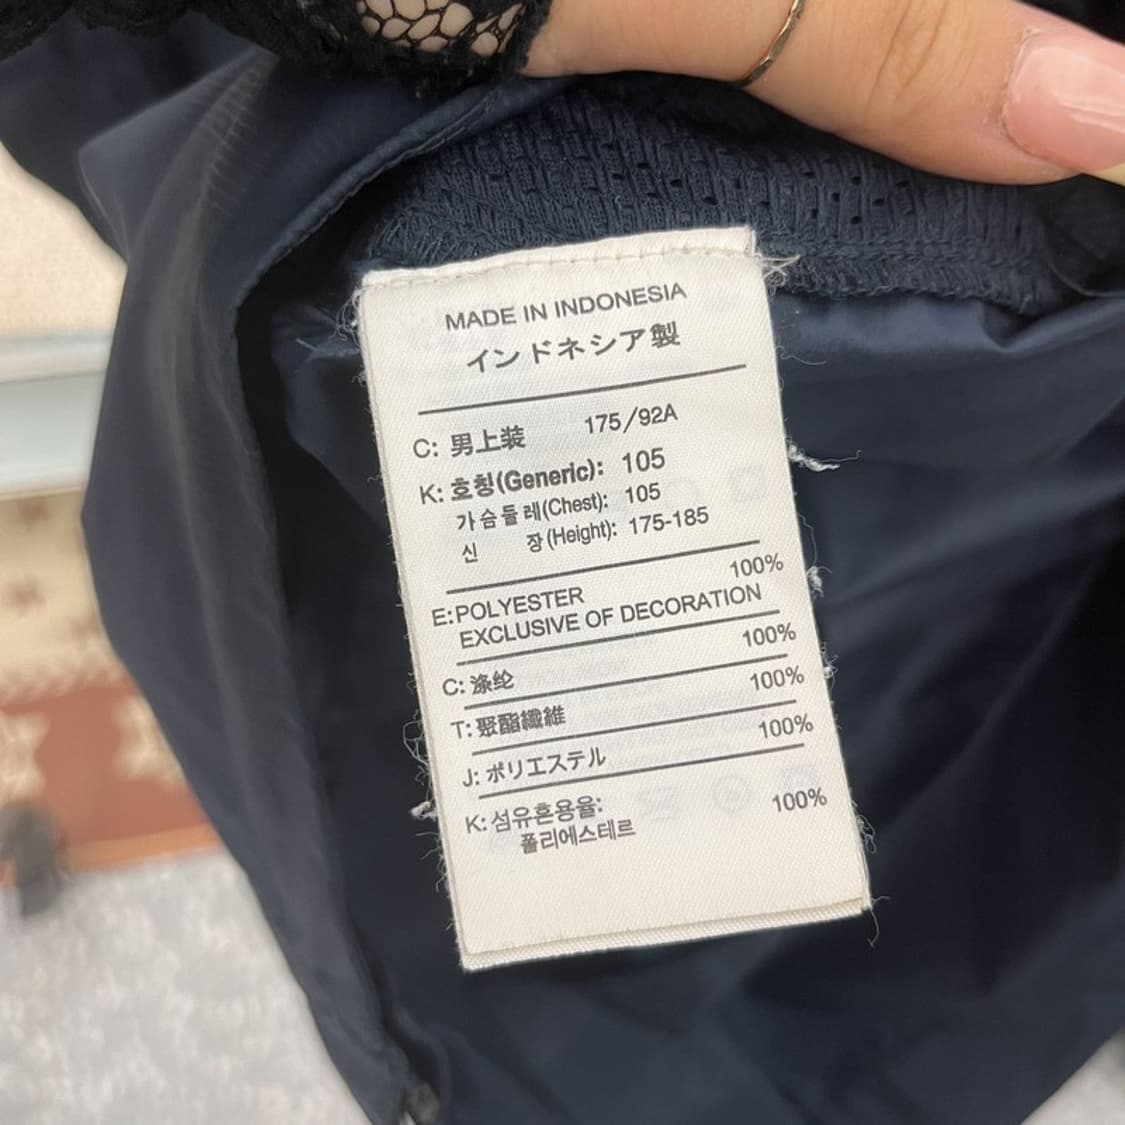 MADE IN INDONESIA
インドネシア製
C: 男上装 175/92A
K: 호칭(Generic): 105
가슴둘레(Chest): 105
신 장(Height): 175-185
E:POLYESTER 100%
EXCLUSIVE OF DECORATION
C: 涤纶 100%
T: 聚酯纖維 100%
J: ポリエステル 100%
K: 섬유혼용율:
폴리에스테르 100%